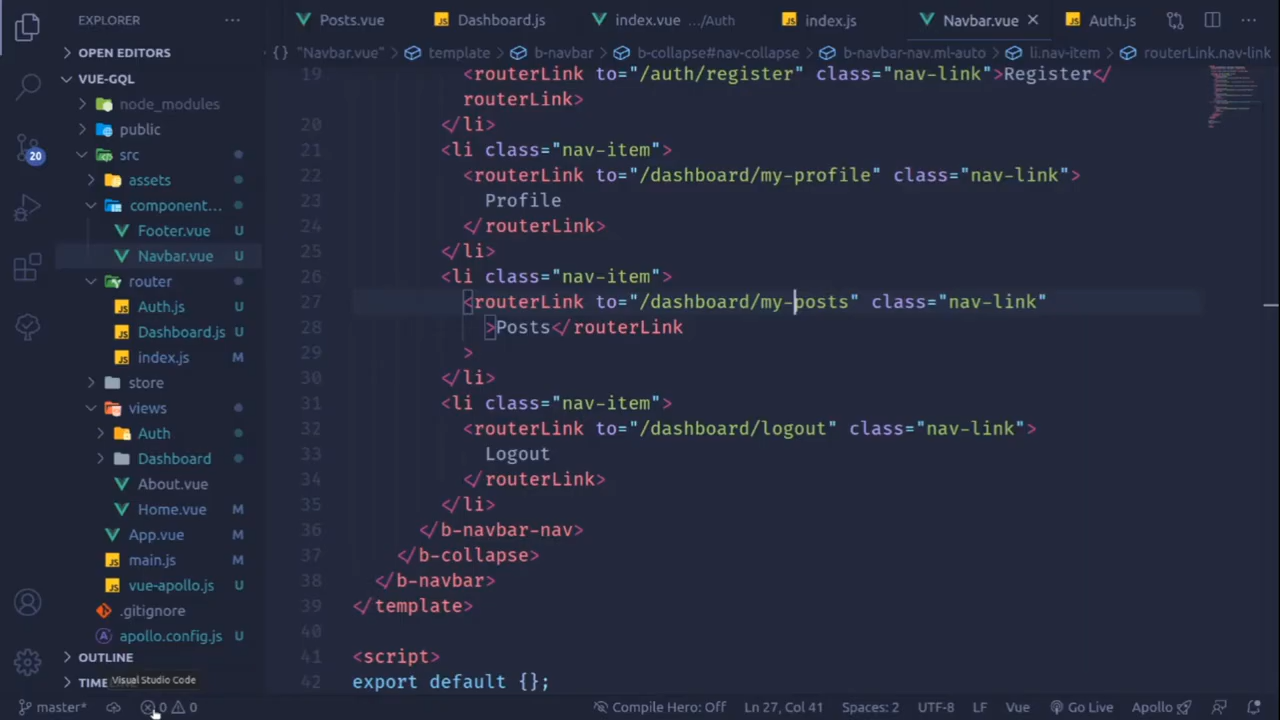 EXPLORER
Posts.vue
Dashboard.js
index.vue .../Auth
index.js
Navbar.vue
Auth.js
OPEN EDITORS
{} "Navbar.vue" > template > b-navbar > b-collapse#nav-collapse > b-navbar-nav.ml-auto > li.nav-item > routerLink.nav-link
VUE-GQL
node_modules
public
src
assets
component...
Footer.vue U
Navbar.vue U
router
Auth.js U
Dashboard.js U
index.js M
store
views
Auth
Dashboard
About.vue
Home.vue M
App.vue M
main.js M
vue-apollo.js U
.gitignore
apollo.config.js U
OUTLINE
TIME
Visual Studio Code
20
19 <routerLink to="/auth/register" class="nav-link">Register</
routerLink>
20 </li>
21 <li class="nav-item">
22 <routerLink to="/dashboard/my-profile" class="nav-link">
23 Profile
24 </routerLink>
25 </li>
26 <li class="nav-item">
27 <routerLink to="/dashboard/my-posts" class="nav-link"
28 >Posts</routerLink
29 >
30 </li>
31 <li class="nav-item">
32 <routerLink to="/dashboard/logout" class="nav-link">
33 Logout
34 </routerLink>
35 </li>
36 </b-navbar-nav>
37 </b-collapse>
38 </b-navbar>
39 </template>
40
41 <script>
42 export default {};
master* 0 0 Compile Hero: Off Ln 27, Col 41 Spaces: 2 UTF-8 LF Vue Go Live Apollo